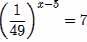 (1/49)^{x-5} = 7